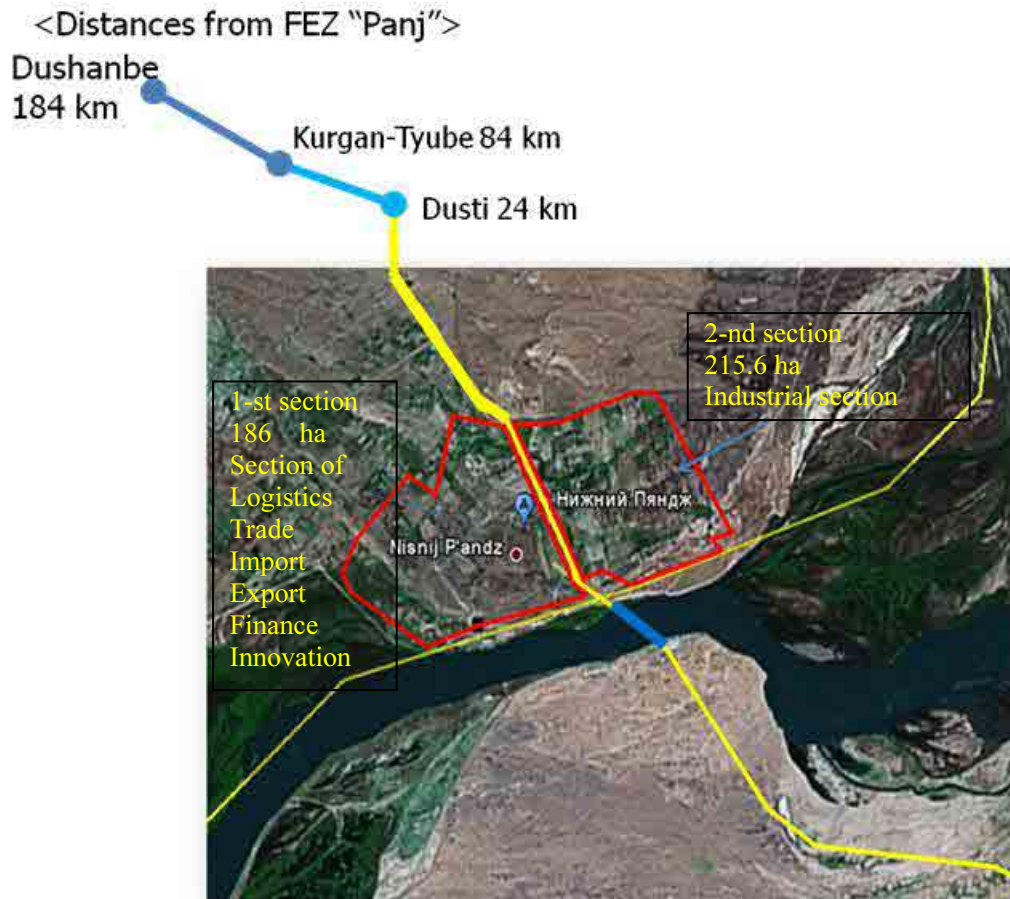 <Distances from FEZ “Panj”>
Dushanbe
184 km
Kurgan-Tyube 84 km
Dusti 24 km
2-nd section
215.6 ha
Industrial section
1-st section
186 ha
Section of
Logistics
Trade
Import
Export
Finance
Innovation
A
Нижний Пяндж
Nisnij P'andz